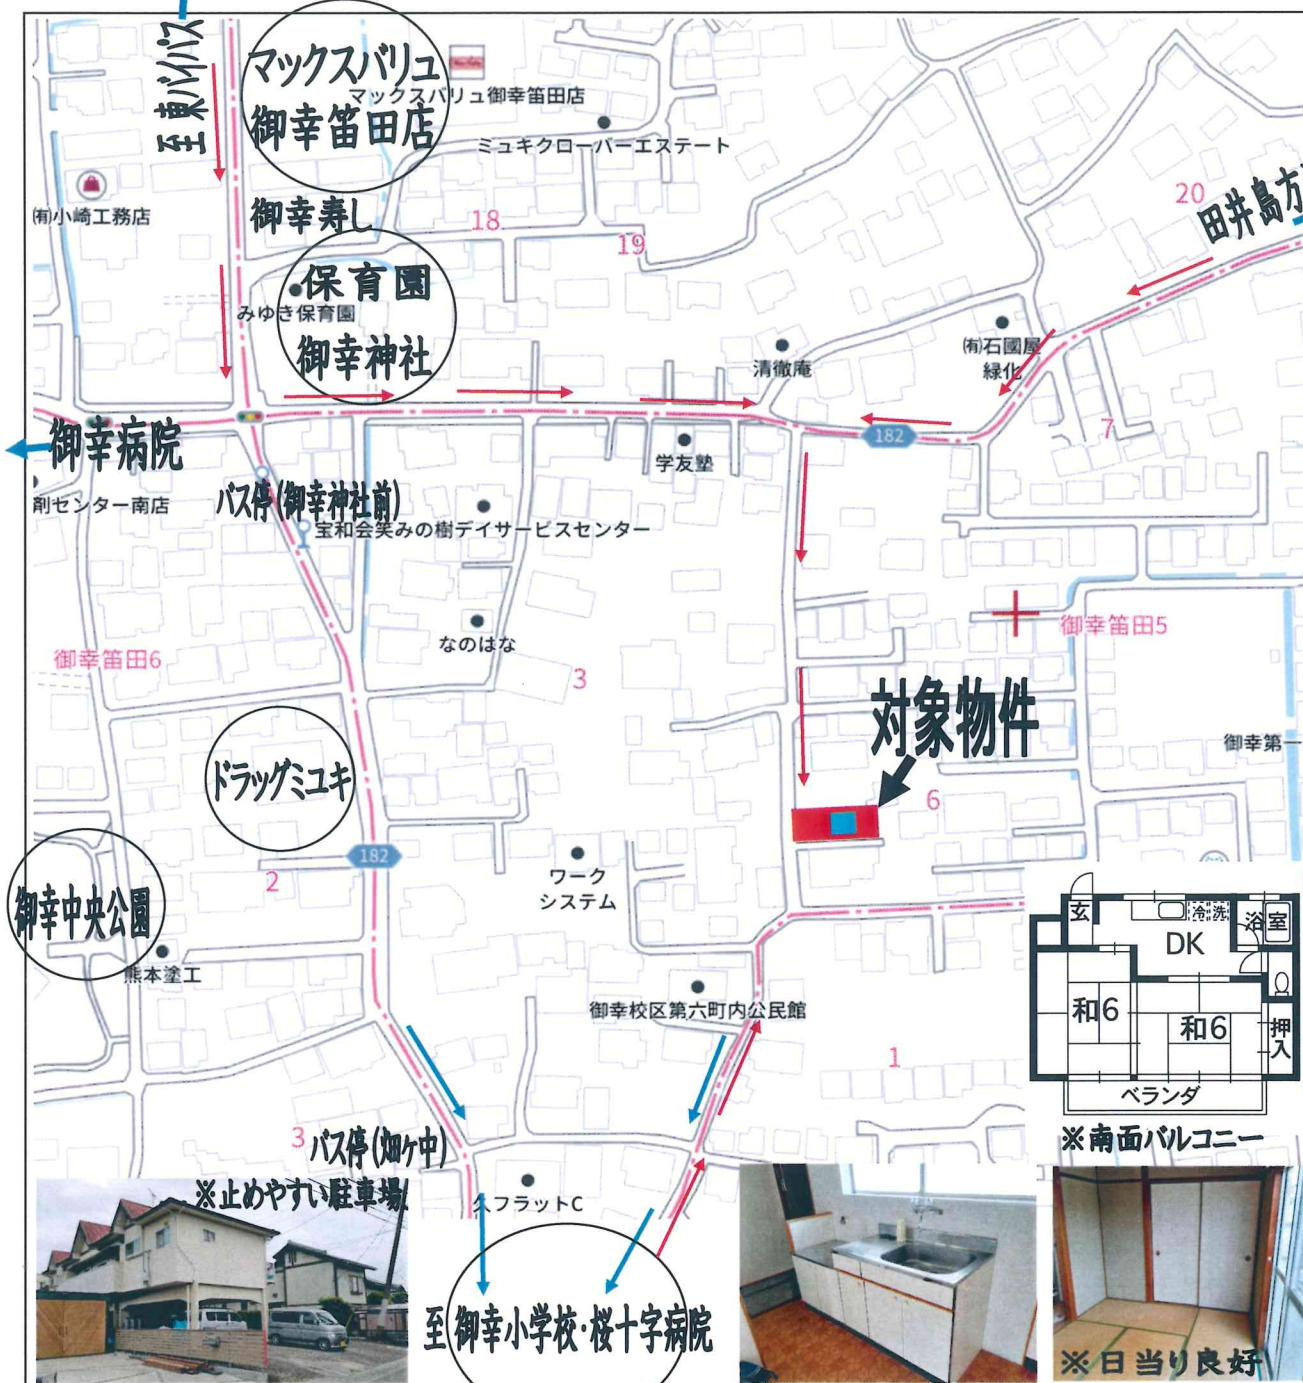 至東バイパス
マックスバリュ
御幸笛田店
マックスバリュ御幸笛田店
ミユキクローバーエステート
㈲小崎工務店
御幸寿し
18
19
20
田井島方
保育園
みゆき保育園
御幸神社
清徹庵
㈲石國屋
緑化
7
182
御幸病院
学友塾
剤センター南店
バス停(御幸神社前)
宝和会笑みの樹デイサービスセンター
なのはな
御幸笛田5
御幸笛田6
3
対象物件
御幸第一
ドラッグミユキ
6
182
2
ワーク
システム
御幸中央公園
熊本塗工
御幸校区第六町内公民館
1
玄
冷
洗
浴室
DK
和6
和6
押入
ベランダ
※南面バルコニー
3
バス停(畑ケ中)
※止めやすい駐車場
久フラットC
至御幸小学校・桜十字病院
※日当り良好